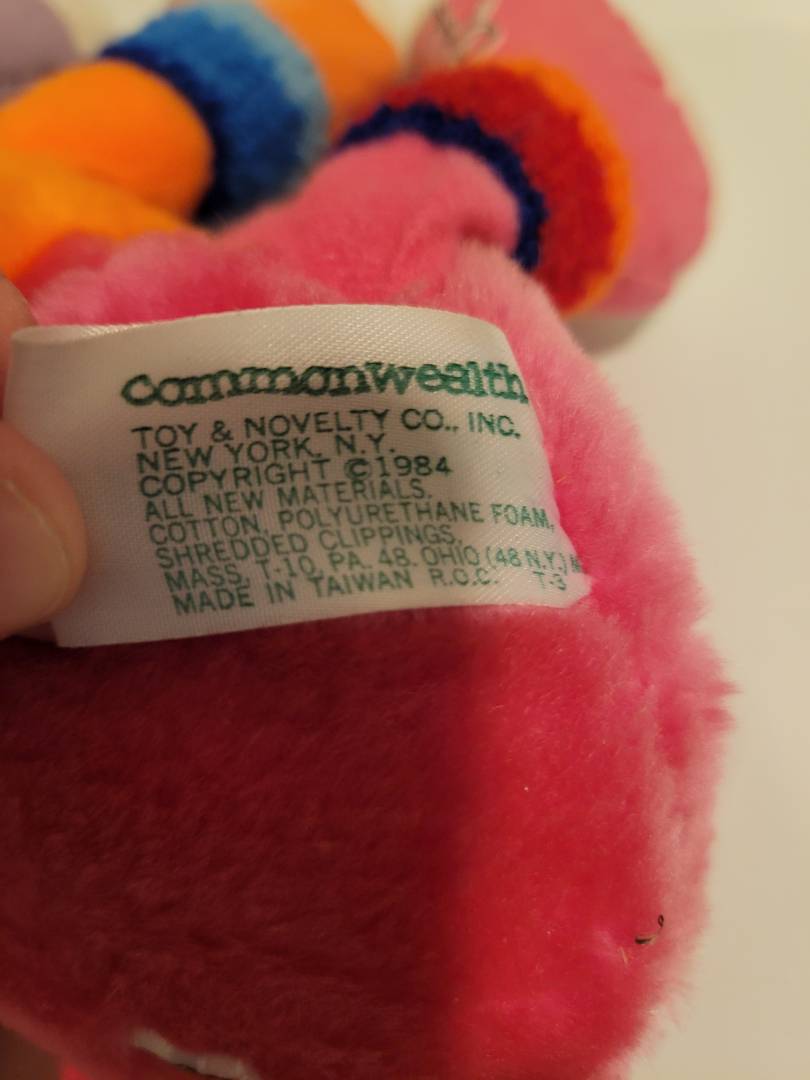 commonwealth
TOY & NOVELTY CO., INC.
NEW YORK, N.Y.
COPYRIGHT ©1984
ALL NEW MATERIALS.
COTTON, POLYURETHANE FOAM,
SHREDDED CLIPPINGS.
MASS. T-10, PA. 48. OHIO (48 N.Y.)
MADE IN TAIWAN R.O.C. T-3